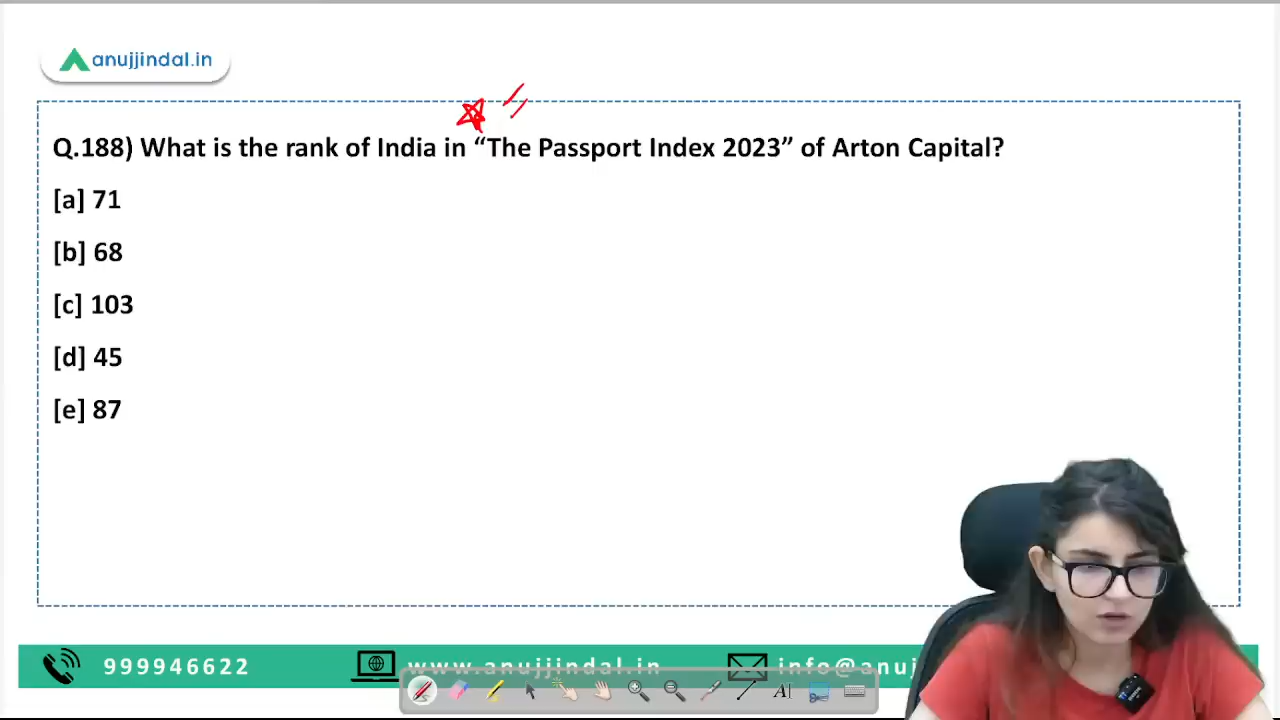 anujjindal.in
Q.188) What is the rank of India in “The Passport Index 2023” of Arton Capital?
[a] 71
[b] 68
[c] 103
[d] 45
[e] 87
999946622 www.anujjindal.in info@anuj